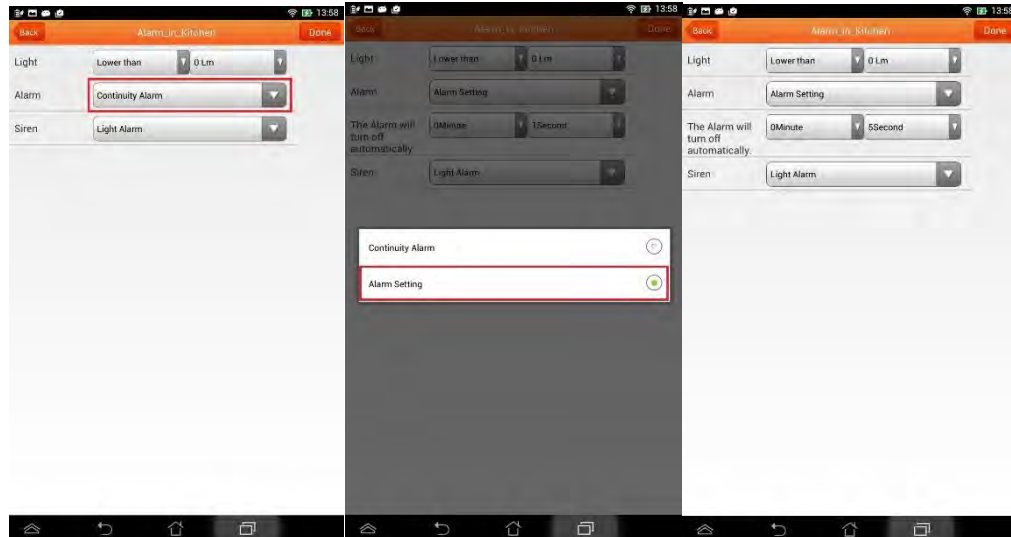 13:58
Back Alarm_in_Kitchen Done
Light Lower than 0 Lm
Alarm Continuity Alarm
Siren Light Alarm
13:58
Back Alarm_in_Kitchen Done
Light Lower than 0 Lm
Alarm Alarm Setting
The Alarm will 0Minute 1Second
turn off
automatically.
Siren Light Alarm
Continuity Alarm
Alarm Setting
13:58
Back Alarm_in_Kitchen Done
Light Lower than 0 Lm
Alarm Alarm Setting
The Alarm will 0Minute 5Second
turn off
automatically.
Siren Light Alarm